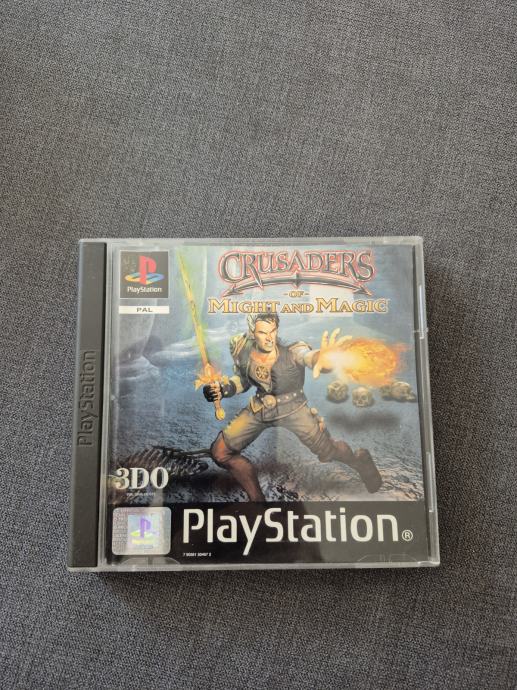 PlayStation
PAL
CRUSADERS
OF
MIGHT AND MAGIC
PlayStation
3DO
PlayStation®